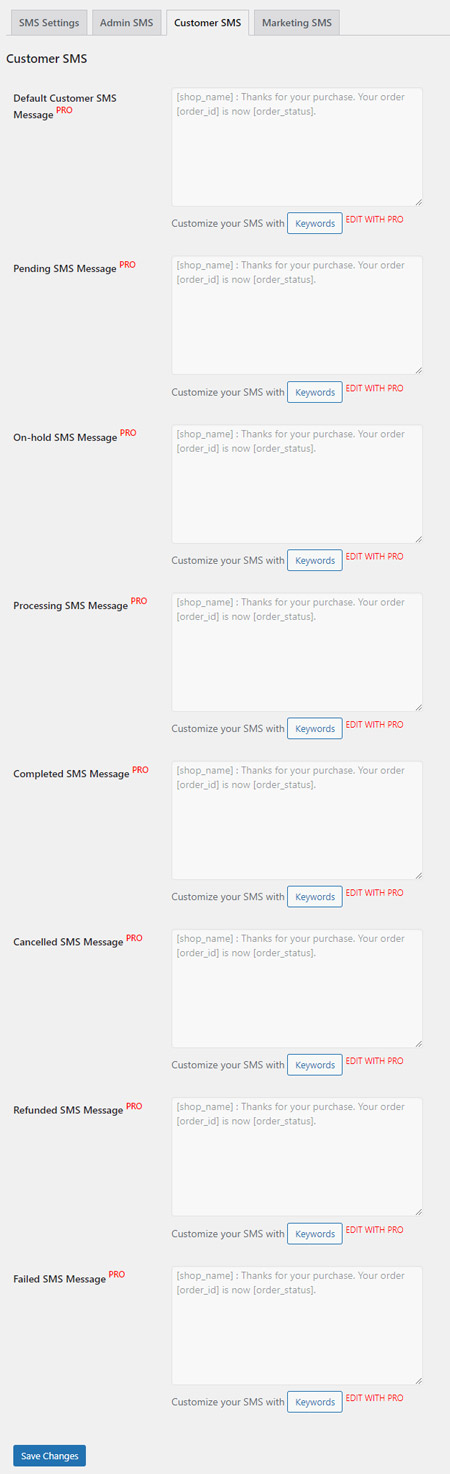 SMS Settings Admin SMS Customer SMS Marketing SMS
Customer SMS
Default Customer SMS
Message PRO
[shop_name] : Thanks for your purchase. Your order
[order_id] is now [order_status].
Customize your SMS with Keywords EDIT WITH PRO
Pending SMS Message PRO
[shop_name] : Thanks for your purchase. Your order
[order_id] is now [order_status].
Customize your SMS with Keywords EDIT WITH PRO
On-hold SMS Message PRO
[shop_name] : Thanks for your purchase. Your order
[order_id] is now [order_status].
Customize your SMS with Keywords EDIT WITH PRO
Processing SMS Message PRO
[shop_name] : Thanks for your purchase. Your order
[order_id] is now [order_status].
Customize your SMS with Keywords EDIT WITH PRO
Completed SMS Message PRO
[shop_name] : Thanks for your purchase. Your order
[order_id] is now [order_status].
Customize your SMS with Keywords EDIT WITH PRO
Cancelled SMS Message PRO
[shop_name] : Thanks for your purchase. Your order
[order_id] is now [order_status].
Customize your SMS with Keywords EDIT WITH PRO
Refunded SMS Message PRO
[shop_name] : Thanks for your purchase. Your order
[order_id] is now [order_status].
Customize your SMS with Keywords EDIT WITH PRO
Failed SMS Message PRO
[shop_name] : Thanks for your purchase. Your order
[order_id] is now [order_status].
Customize your SMS with Keywords EDIT WITH PRO
Save Changes